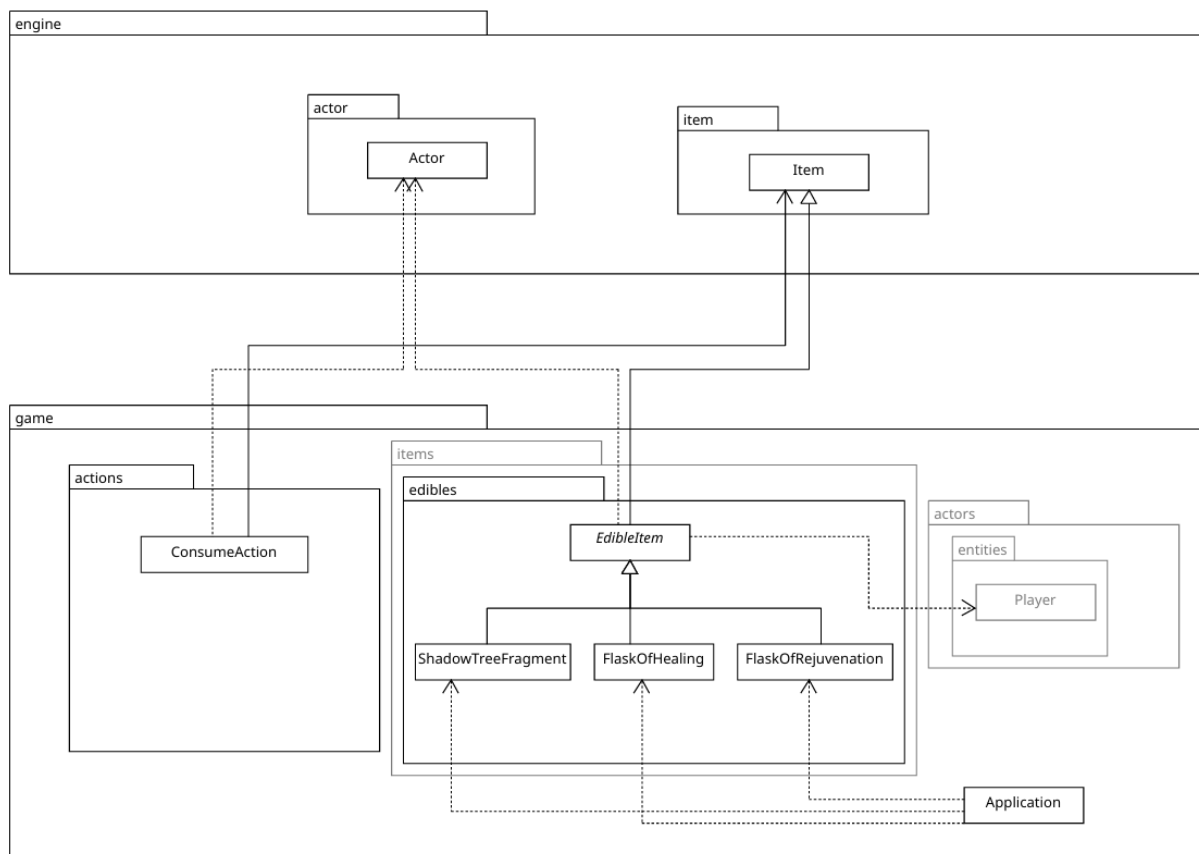 engine
actor
item
Actor
Item
game
items
actions
edibles
actors
EdibleItem
ConsumeAction
entities
Player
ShadowTreeFragment
FlaskOfHealing
FlaskOfRejuvenation
Application